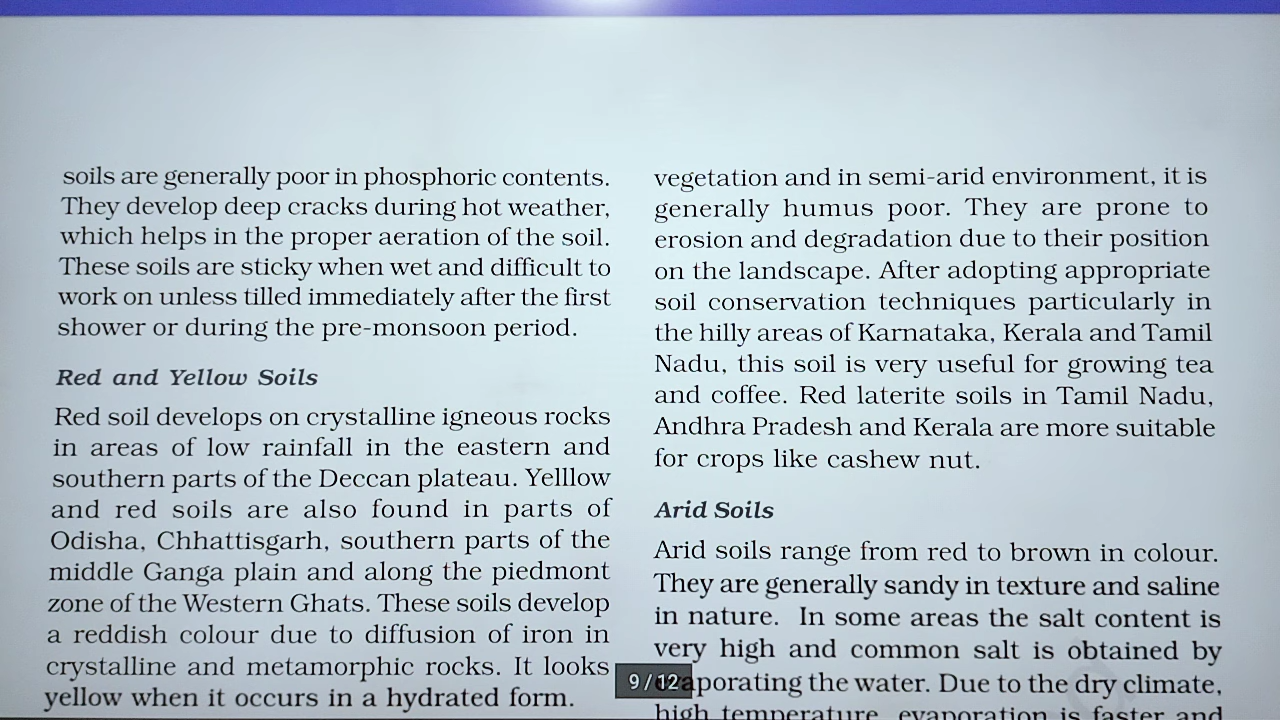 soils are generally poor in phosphoric contents.
They develop deep cracks during hot weather,
which helps in the proper aeration of the soil.
These soils are sticky when wet and difficult to
work on unless tilled immediately after the first
shower or during the pre-monsoon period.
Red and Yellow Soils
Red soil develops on crystalline igneous rocks
in areas of low rainfall in the eastern and
southern parts of the Deccan plateau. Yelllow
and red soils are also found in parts of
Odisha, Chhattisgarh, southern parts of the
middle Ganga plain and along the piedmont
zone of the Western Ghats. These soils develop
a reddish colour due to diffusion of iron in
crystalline and metamorphic rocks. It looks
yellow when it occurs in a hydrated form.
vegetation and in semi-arid environment, it is
generally humus poor. They are prone to
erosion and degradation due to their position
on the landscape. After adopting appropriate
soil conservation techniques particularly in
the hilly areas of Karnataka, Kerala and Tamil
Nadu, this soil is very useful for growing tea
and coffee. Red laterite soils in Tamil Nadu,
Andhra Pradesh and Kerala are more suitable
for crops like cashew nut.
Arid Soils
Arid soils range from red to brown in colour.
They are generally sandy in texture and saline
in nature. In some areas the salt content is
very high and common salt is obtained by
evaporating the water. Due to the dry climate,
high temperature, evaporation is faster and
9/12